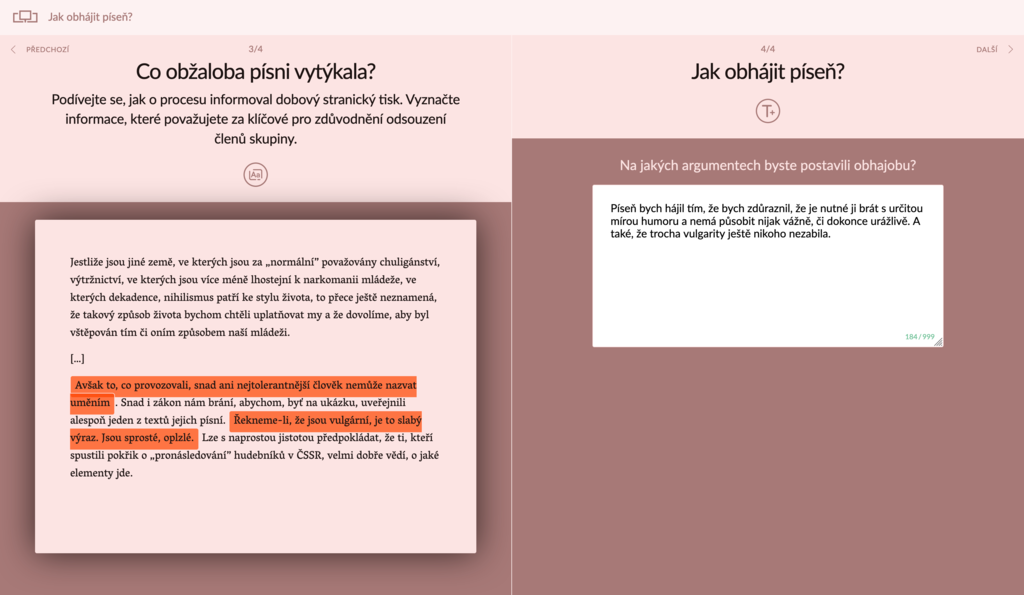 Jak obhájit píseň?
PŘEDCHOZÍ
3/4
Co obžaloba písni vytýkala?
Podívejte se, jak o procesu informoval dobový stranický tisk. Vyznačte
informace, které považujete za klíčové pro zdůvodnění odsouzení
členů skupiny.
Aa
Jestliže jsou jiné země, ve kterých jsou za „normální” považovány chuligánství,
výtržnictví, ve kterých jsou více méně lhostejní k narkomanii mládeže, ve
kterých dekadence, nihilismus patří ke stylu života, to přece ještě neznamená,
že takový způsob života bychom chtěli uplatňovat my a že dovolíme, aby byl
vštěpován tím či oním způsobem naší mládeži.
[...]
Avšak to, co provozovali, snad ani nejtolerantnější člověk nemůže nazvat
uměním . Snad i zákon nám brání, abychom, byť na ukázku, uveřejnili
alespoň jeden z textů jejich písní. Řekneme-li, že jsou vulgární, je to slabý
výraz. Jsou sprosté, oplzlé. Lze s naprostou jistotou předpokládat, že ti, kteří
spustili pokřik o „pronásledování” hudebníků v ČSSR, velmi dobře vědí, o jaké
elementy jde.
4/4
DALŠÍ
Jak obhájit píseň?
T+
Na jakých argumentech byste postavili obhajobu?
Píseň bych hájil tím, že bych zdůraznil, že je nutné ji brát s určitou
mírou humoru a nemá působit nijak vážně, či dokonce urážlivě. A
také, že trocha vulgarity ještě nikoho nezabila.
184/999